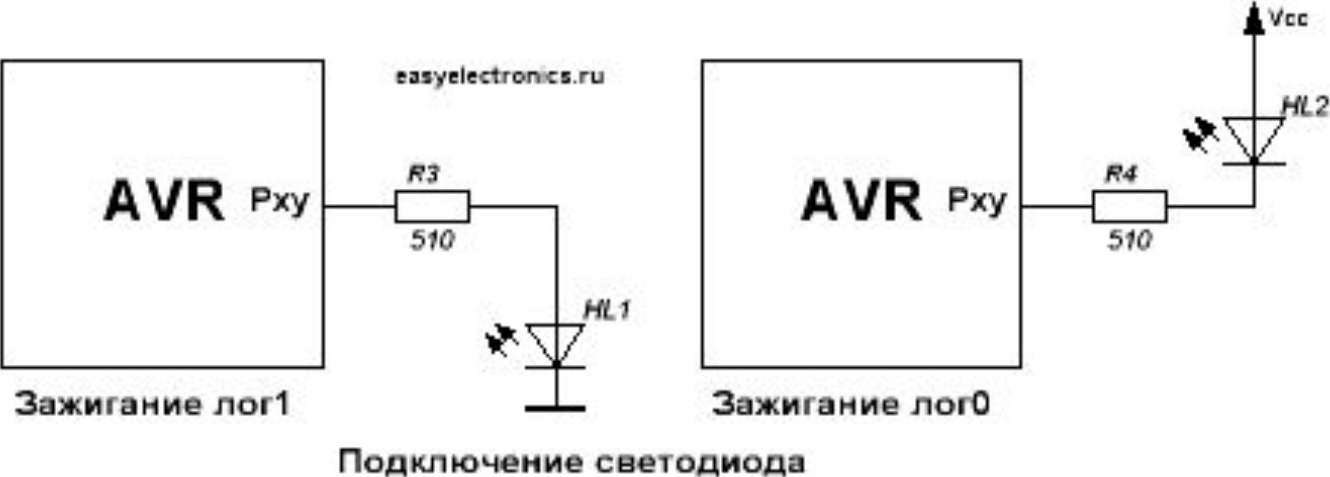 Vcc
easyelectronics.ru
HL2
R3
R4
AVR Pxy
AVR Pxy
510
510
HL1
Зажигание лог1
Зажигание лог0
Подключение светодиода